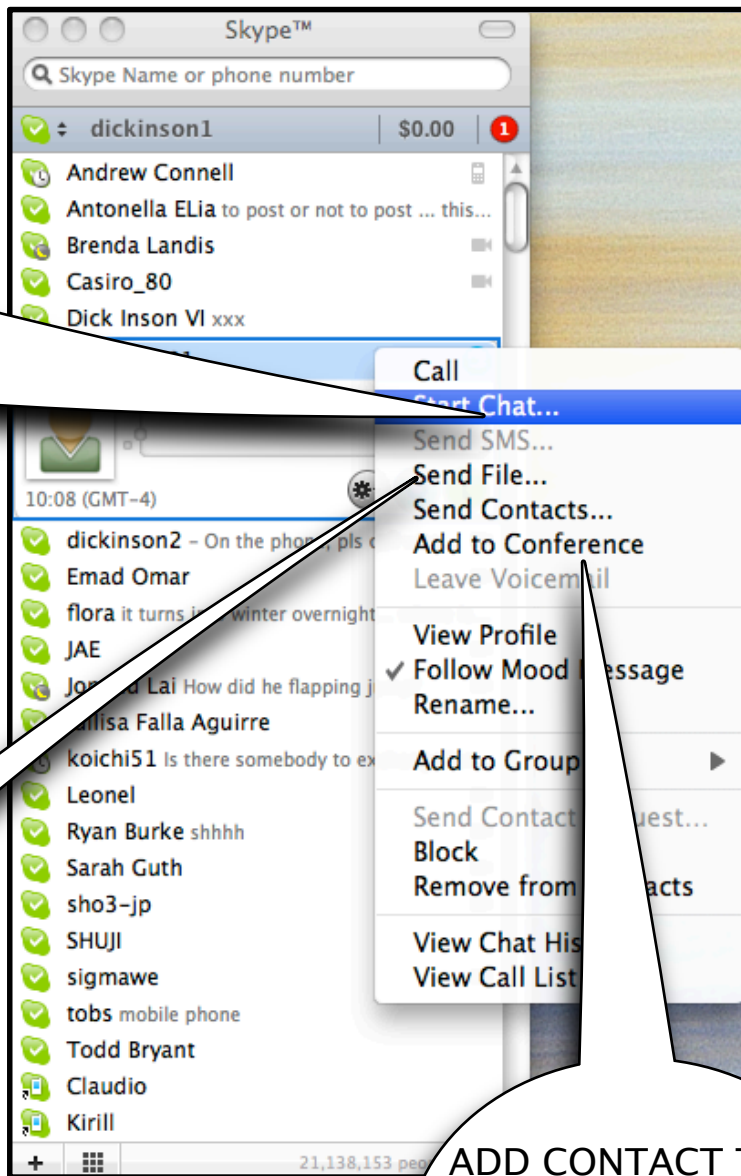 Skype™
Skype Name or phone number
dickinson1 $0.00 1
Andrew Connell
Antonella ELia to post or not to post ... this...
Brenda Landis
Casiro_80
Dick Inson VI xxx
Call
Start Chat...
Send SMS...
Send File...
Send Contacts...
Add to Conference
Leave Voicemail
View Profile
✓ Follow Mood Message
Rename...
Add to Group
Send Contact
Block
Remove from
View Chat
View Call List
10:08 (GMT-4)
dickinson2 – On the phone, pls
Emad Omar
flora it turns winter overnight
JAE
Lai How did he flapping
Falla Aguirre
koichi51 Is there somebody to
Leonel
Ryan Burke shhhh
Sarah Guth
sho3-jp
SHUJI
sigmawe
tobs mobile phone
Todd Bryant
Claudio
Kirill
+ 21,138,153
ADD CONTACT